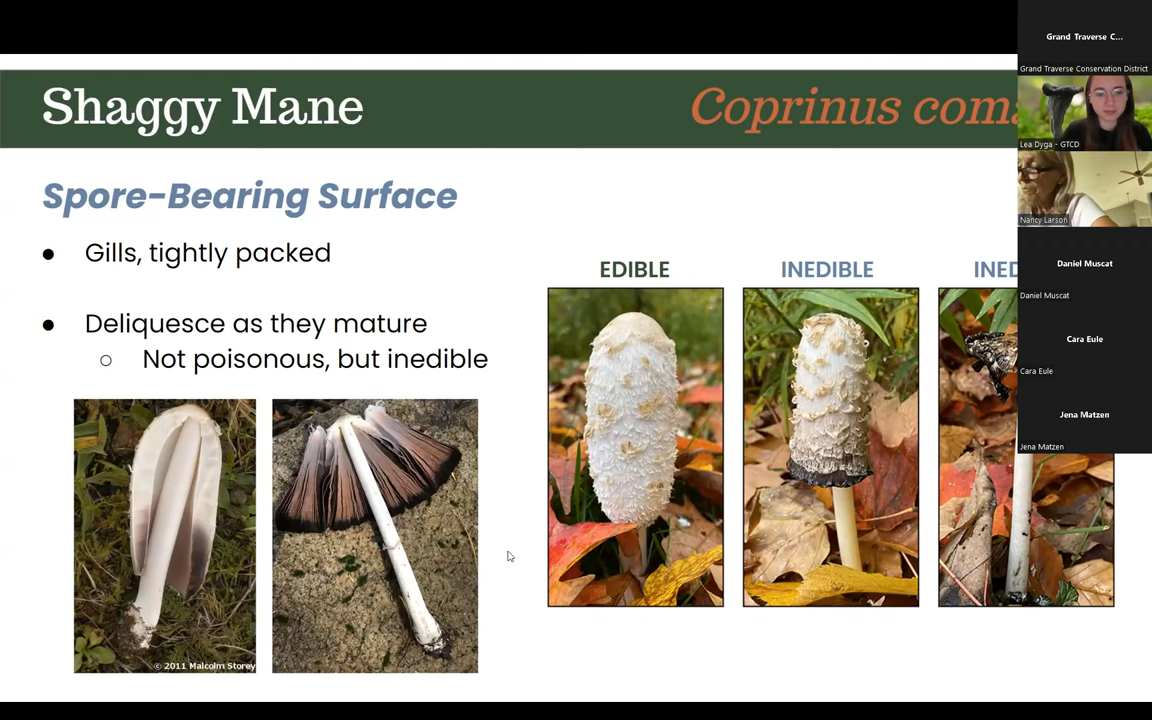 Shaggy Mane
Coprinus com
Spore-Bearing Surface
● Gills, tightly packed
● Deliquesce as they mature
○ Not poisonous, but inedible
© 2011 Malcolm Storey
EDIBLE
INEDIBLE
INED
Grand Traverse C...
Grand Traverse Conservation District
Lea Dyga - GTCD
Nancy Larson
Daniel Muscat
Daniel Muscat
Cara Eule
Cara Eule
Jena Matzen
Jena Matzen